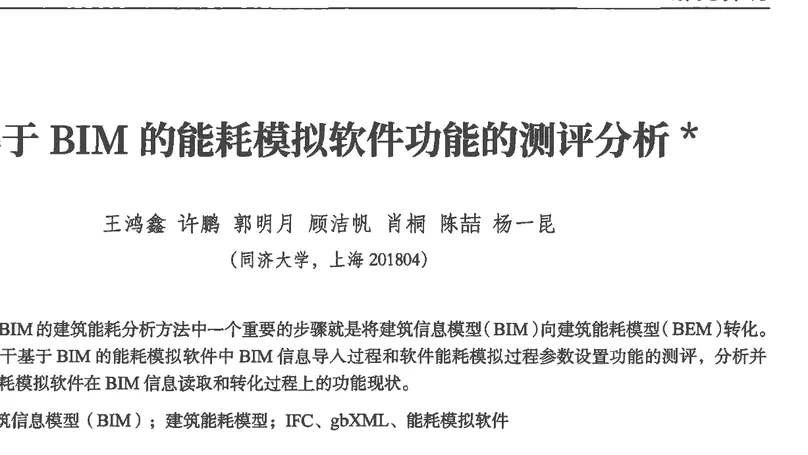 于 BIM 的能耗模拟软件功能的测评分析*
王鸿鑫 许鹏 郭明月 顾洁帆 肖桐 陈喆 杨一昆
(同济大学,上海 201804)
BIM 的建筑能耗分析方法中一个重要的步骤就是将建筑信息模型(BIM)向建筑能耗模型(BEM)转化。
干基于 BIM 的能耗模拟软件中 BIM 信息导入过程和软件能耗模拟过程参数设置功能的测评,分析并
耗模拟软件在 BIM 信息读取和转化过程上的功能现状。
筑信息模型(BIM);建筑能耗模型;IFC、gbXML、能耗模拟软件